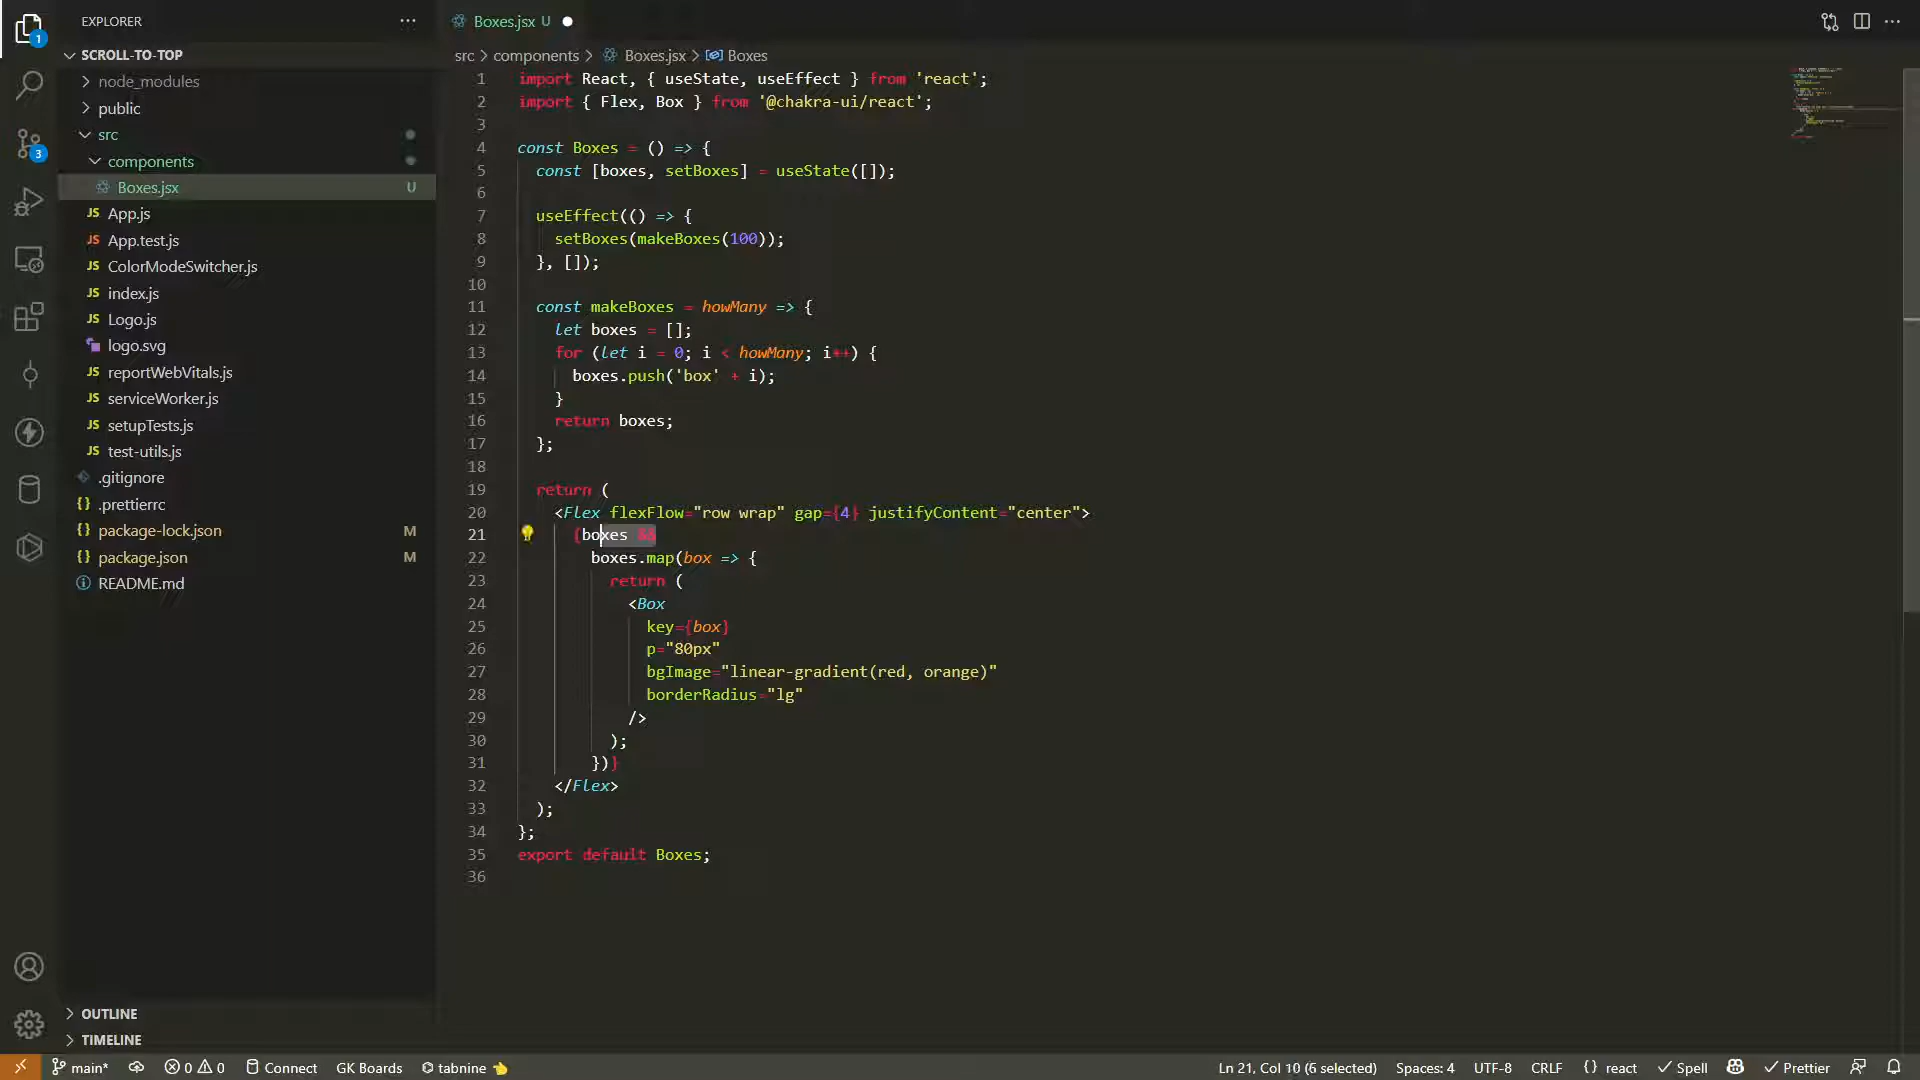 EXPLORER
SCROLL-TO-TOP
node_modules
public
src
components
Boxes.jsx U
App.js
App.test.js
ColorModeSwitcher.js
index.js
Logo.js
logo.svg
reportWebVitals.js
serviceWorker.js
setupTests.js
test-utils.js
.gitignore
.prettierrc
package-lock.json M
package.json M
README.md
OUTLINE
TIMELINE
1
3
Boxes.jsx U
src > components > Boxes.jsx > Boxes
1 import React, { useState, useEffect } from 'react';
2 import { Flex, Box } from '@chakra-ui/react';
3
4 const Boxes = () => {
5 const [boxes, setBoxes] = useState([]);
6
7 useEffect(() => {
8 setBoxes(makeBoxes(100));
9 }, []);
10
11 const makeBoxes = howMany => {
12 let boxes = [];
13 for (let i = 0; i < howMany; i++) {
14 boxes.push('box' + i);
15 }
16 return boxes;
17 };
18
19 return (
20 <Flex flexFlow="row wrap" gap={4} justifyContent="center">
21 {boxes &&
22 boxes.map(box => {
23 return (
24 <Box
25 key={box}
26 p="80px"
27 bgImage="linear-gradient(red, orange)"
28 borderRadius="lg"
29 />
30 );
31 })}
32 </Flex>
33 );
34 };
35 export default Boxes;
36
main* 0 0 Connect GK Boards tabnine Ln 21, Col 10 (6 selected) Spaces: 4 UTF-8 CRLF {} react Spell Prettier